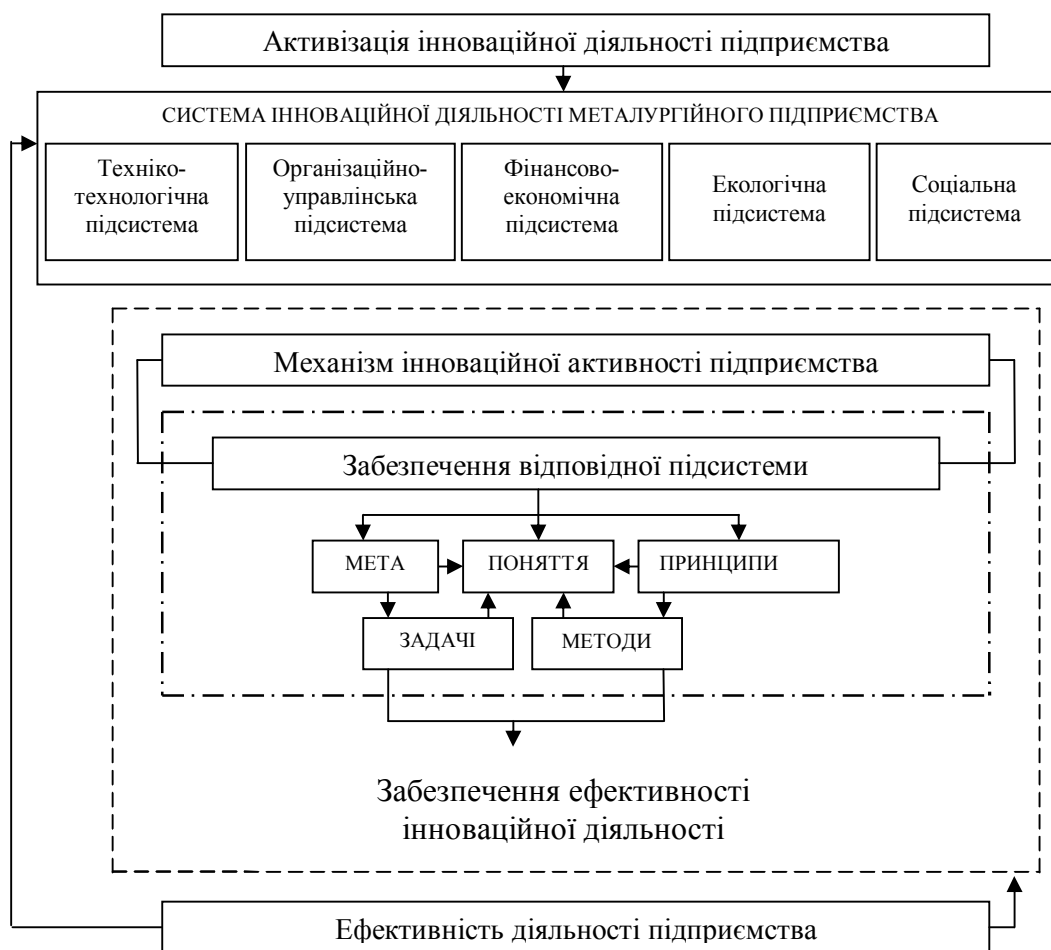 Активізація інноваційної діяльності підприємства
СИСТЕМА ІННОВАЦІЙНОЇ ДІЯЛЬНОСТІ МЕТАЛУРГІЙНОГО ПІДПРИЄМСТВА
Техніко-
технологічна
підсистема
Організаційно-
управлінська
підсистема
Фінансово-
економічна
підсистема
Екологічна
підсистема
Соціальна
підсистема
Механізм інноваційної активності підприємства
Забезпечення відповідної підсистеми
МЕТА
ПОНЯТТЯ
ПРИНЦИПИ
ЗАДАЧІ
МЕТОДИ
Забезпечення ефективності
інноваційної діяльності
Ефективність діяльності підприємства